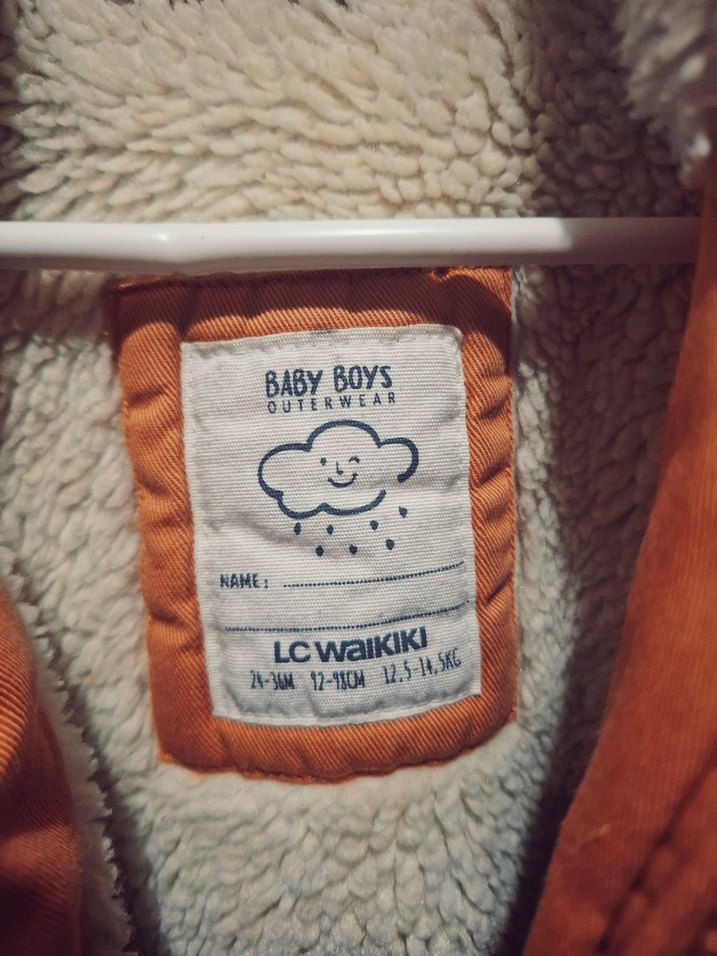 BABY BOYS
OUTERWEAR
NAME:
LC WAIKIKI
24-36M 92-98CM 12.5-14.5KG